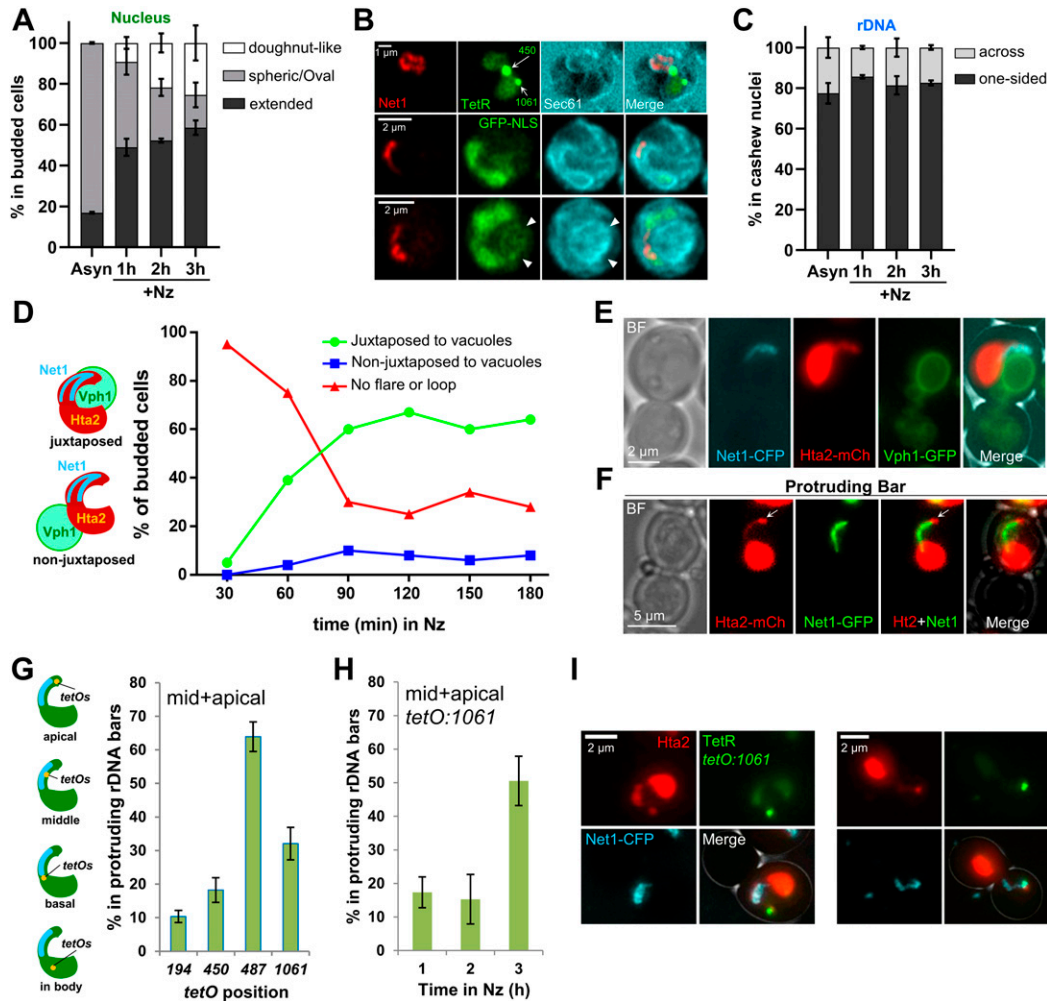 A
Nucleus
% in budded cells
100
80
60
40
20
0
doughnut-like
spheric/Oval
extended
Asyn 1h 2h 3h
+Nz
B
1 µm
Net1
450
1061
TetR
Sec61
Merge
2 µm
GFP-NLS
2 µm
C
rDNA
% in cashew nuclei
100
80
60
40
20
0
across
one-sided
Asyn 1h 2h 3h
+Nz
D
Net1
Vph1
Hta2
juxtaposed
Net1
Hta2
Vph1
non-juxtaposed
% of budded cells
100
80
60
40
20
0
Juxtaposed to vacuoles
Non-juxtaposed to vacuoles
No flare or loop
30 60 90 120 150 180
time (min) in Nz
E
BF
2 µm
Net1-CFP
Hta2-mCh
Vph1-GFP
Merge
F
Protruding Bar
BF
5 µm
Hta2-mCh
Net1-GFP
Ht2+Net1
Merge
G
tetOs
apical
tetOs
middle
tetOs
basal
tetOs
in body
mid+apical
% in protruding rDNA bars
80
70
60
50
40
30
20
10
0
194 450 487 1061
tetO position
H
mid+apical
tetO:1061
% in protruding rDNA bars
80
70
60
50
40
30
20
10
0
1 2 3
Time in Nz (h)
I
2 µm
Hta2
TetR
tetO:1061
Net1-CFP
Merge
2 µm